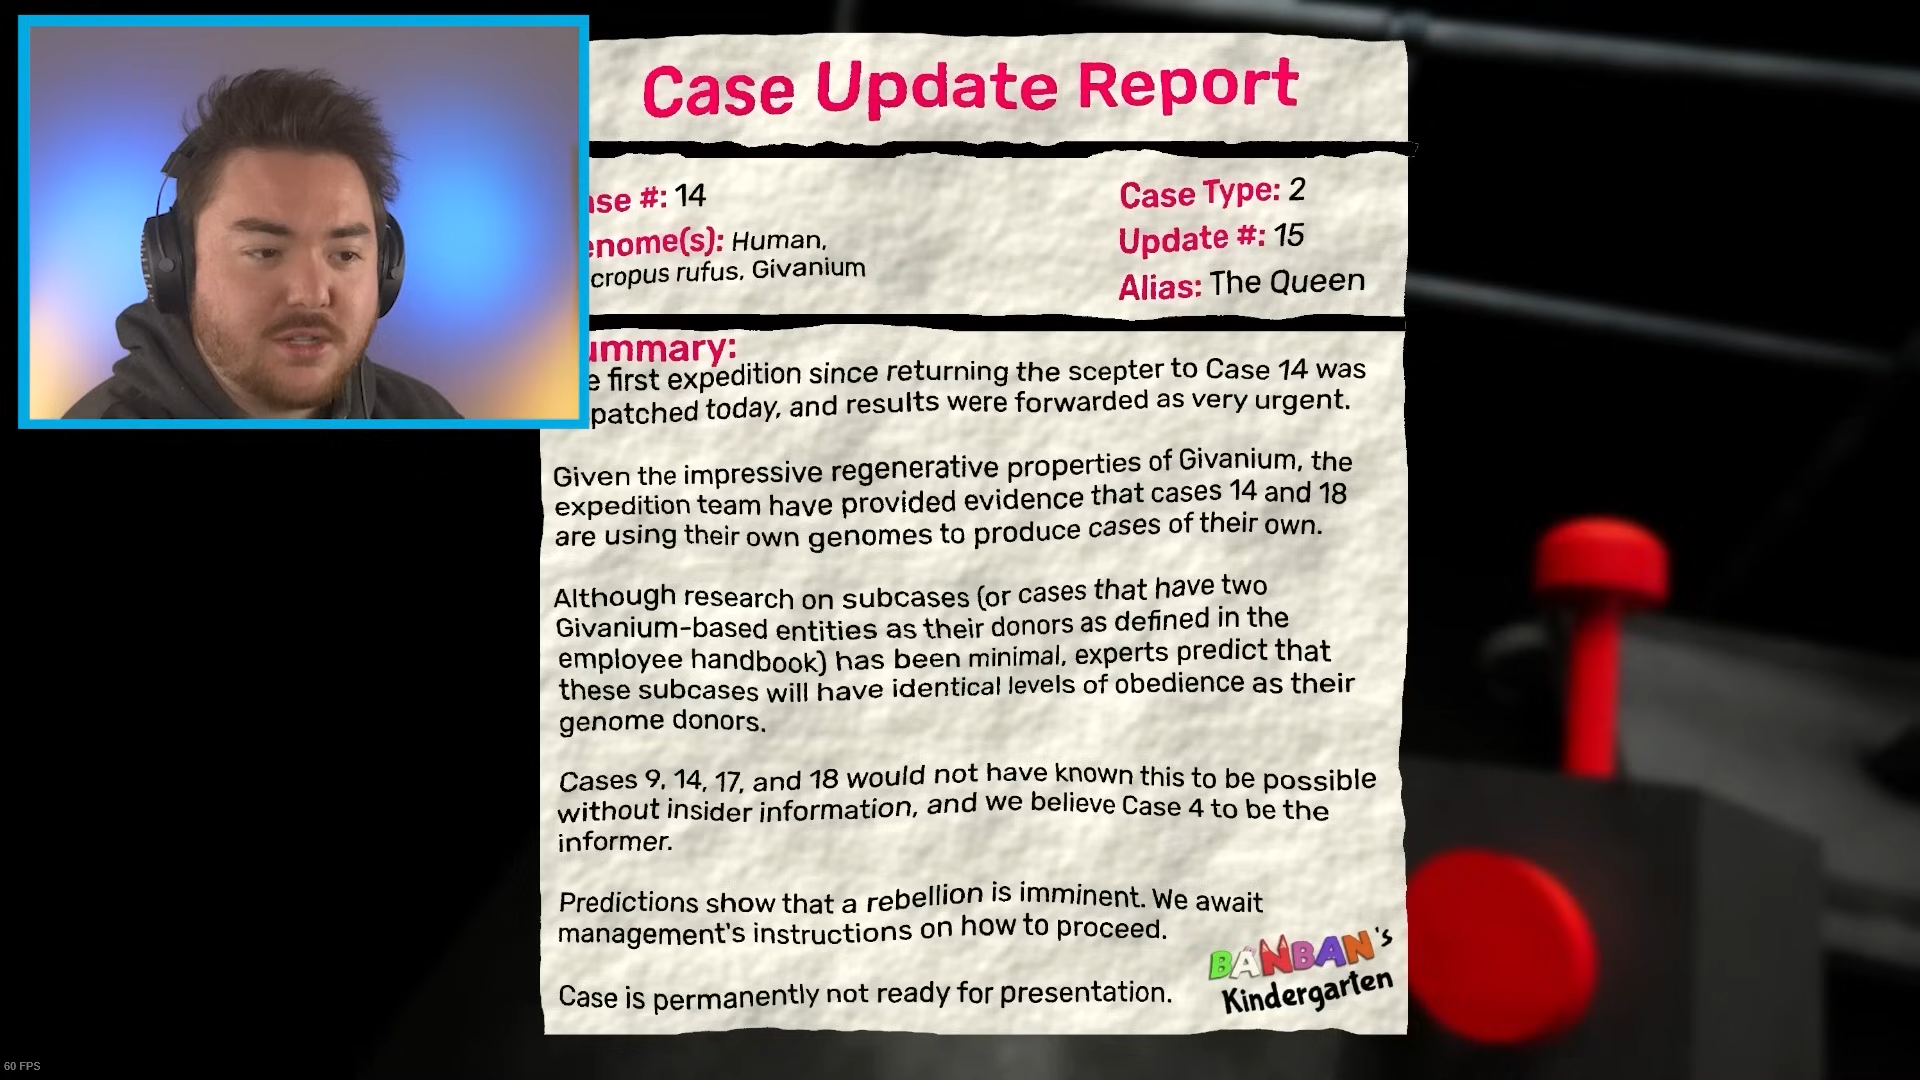 Case Update Report
se #: 14
Case Type: 2
enome(s): Human,
cropus rufus, Givanium
Update #: 15
Alias: The Queen
ummary:
e first expedition since returning the scepter to Case 14 was
patched today, and results were forwarded as very urgent.
Given the impressive regenerative properties of Givanium, the
expedition team have provided evidence that cases 14 and 18
are using their own genomes to produce cases of their own.
Although research on subcases (or cases that have two
Givanium-based entities as their donors as defined in the
employee handbook) has been minimal, experts predict that
these subcases will have identical levels of obedience as their
genome donors.
Cases 9, 14, 17, and 18 would not have known this to be possible
without insider information, and we believe Case 4 to be the
informer.
Predictions show that a rebellion is imminent. We await
management's instructions on how to proceed.
Case is permanently not ready for presentation.
BANBAN's
Kindergarten
60 FPS